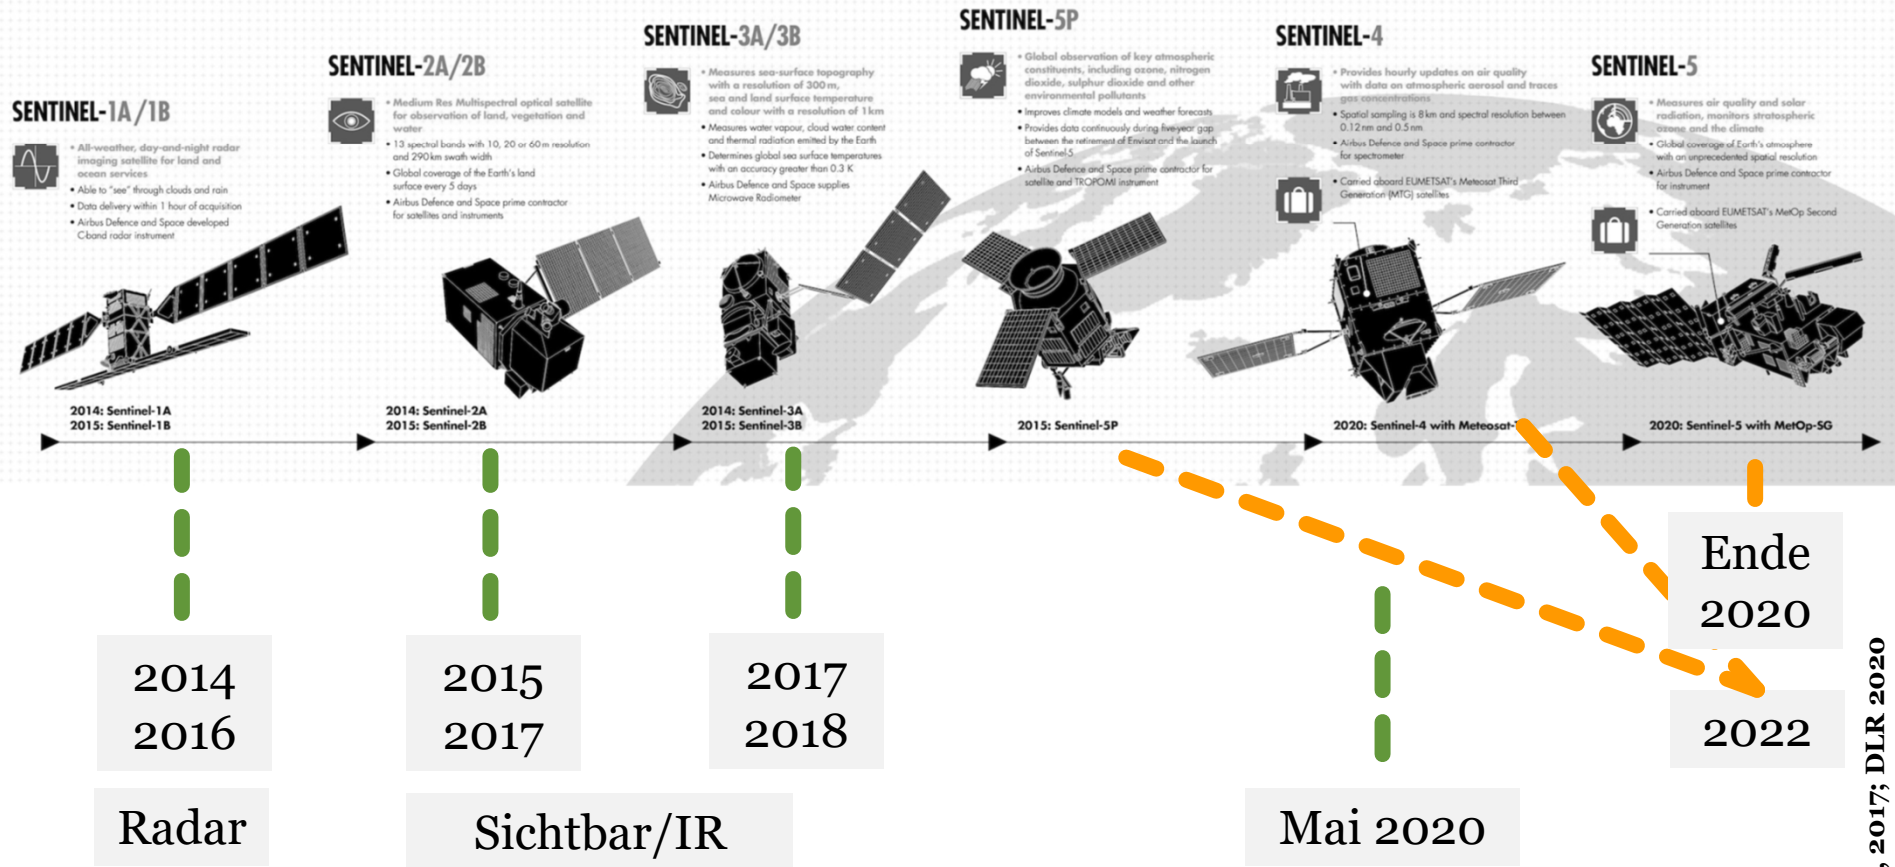 SENTINEL-1A/1B
• All-weather, day-and-night radar
imaging satellite for land and
ocean services
• Able to "see" through clouds and rain
• Data delivery within 1 hour of acquisition
• Airbus Defence and Space developed
C-band radar instrument
2014: Sentinel-1A
2015: Sentinel-1B
SENTINEL-2A/2B
• Medium Res Multispectral optical satellite
for observation of land, vegetation and
water
• 13 spectral bands with 10, 20 or 60 m resolution
and 290 km swath width
• Global coverage of the Earth's land
surface every 5 days
• Airbus Defence and Space prime contractor
for satellites and instruments
2014: Sentinel-2A
2015: Sentinel-2B
SENTINEL-3A/3B
• Measures sea-surface topography
with a resolution of 300 m,
sea and land surface temperature
and colour with a resolution of 1 km
• Measures water vapour, cloud water content
and thermal radiation emitted by the Earth
• Determines global sea surface temperatures
with an accuracy greater than 0.3 K
• Airbus Defence and Space supplies
Microwave Radiometer
2014: Sentinel-3A
2015: Sentinel-3B
SENTINEL-5P
• Global observation of key atmospheric
constituents, including ozone, nitrogen
dioxide, sulphur dioxide and other
environmental pollutants
• Improves climate models and weather forecasts
• Provides data continuously during five-year gap
between the retirement of Envisat and the launch
of Sentinel-5
• Airbus Defence and Space prime contractor for
satellite and TROPOMI instrument
2015: Sentinel-5P
SENTINEL-4
• Provides hourly updates on air quality
with data on atmospheric aerosol and traces
gas concentrations
• Spatial sampling is 8 km and spectral resolution between
0.12 nm and 0.5 nm
• Airbus Defence and Space prime contractor
for spectrometer
• Carried aboard EUMETSAT's Meteosat Third
Generation (MTG) satellites
2020: Sentinel-4 with Meteosat-
SENTINEL-5
• Measures air quality and solar
radiation, monitors stratospheric
ozone and the climate
• Global coverage of Earth's atmosphere
with an unprecedented spatial resolution
• Airbus Defence and Space prime contractor
for instrument
• Carried aboard EUMETSAT's MetOp Second
Generation satellites
2020: Sentinel-5 with MetOp-SG
2014
2016
2015
2017
2017
2018
Ende
2020
2022
Radar
Sichtbar/IR
Mai 2020
, 2017; DLR 2020